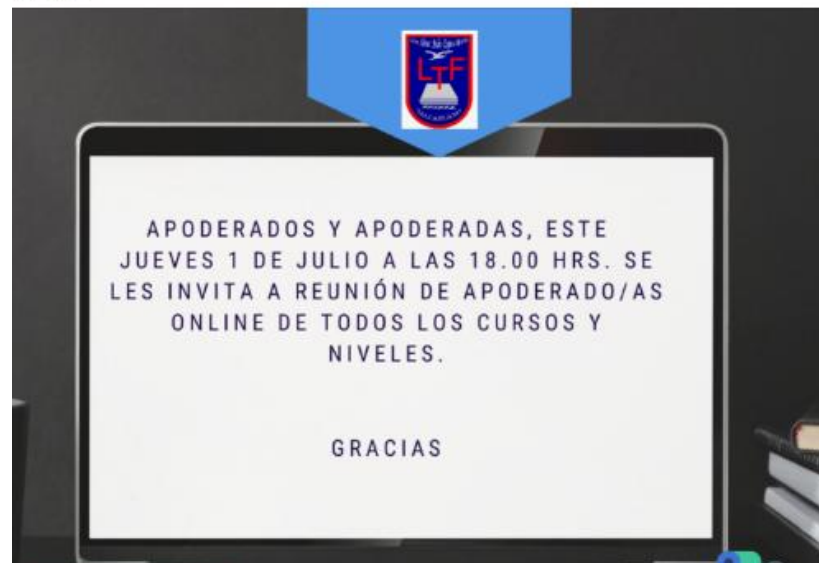 LTF
APODERADOS Y APODERADAS, ESTE
JUEVES 1 DE JULIO A LAS 18.00 HRS. SE
LES INVITA A REUNIÓN DE APODERADO/AS
ONLINE DE TODOS LOS CURSOS Y
NIVELES.
GRACIAS